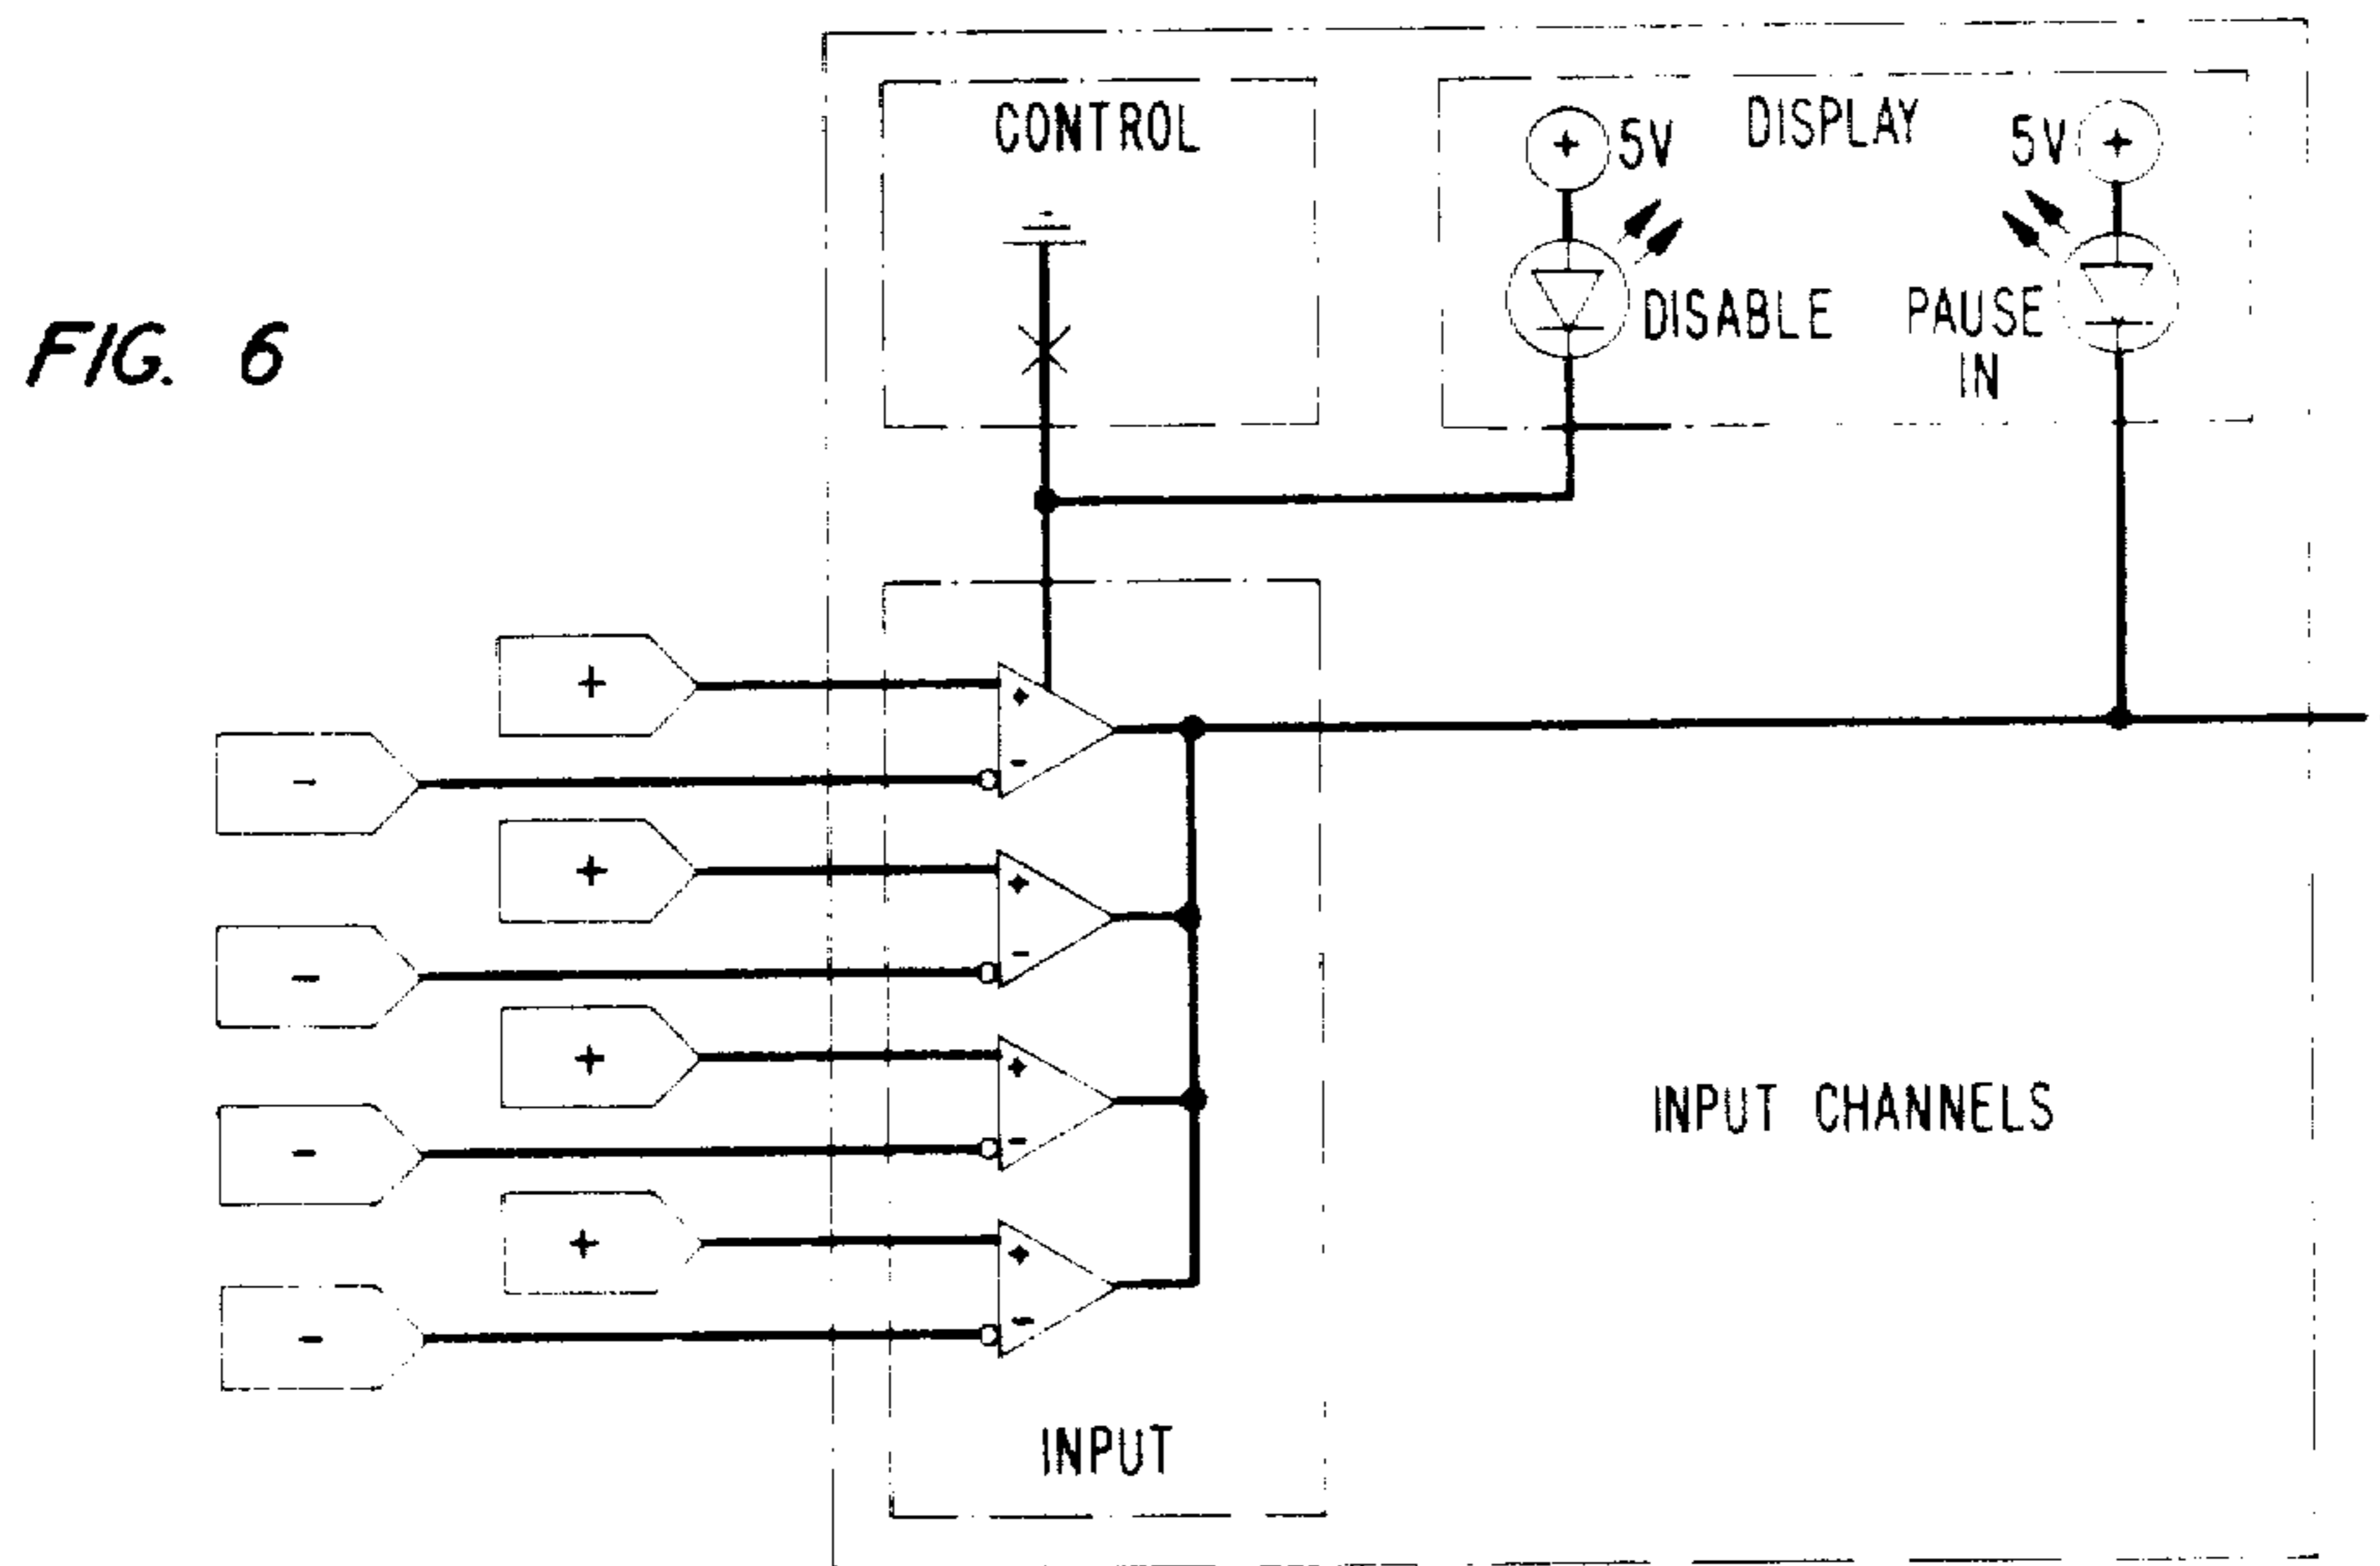 FIG. 6
CONTROL
DISPLAY
+ 5V
5V +
DISABLE
PAUSE
IN
+
+
-
-
+
+
-
-
+
+
-
-
+
+
-
-
INPUT CHANNELS
INPUT